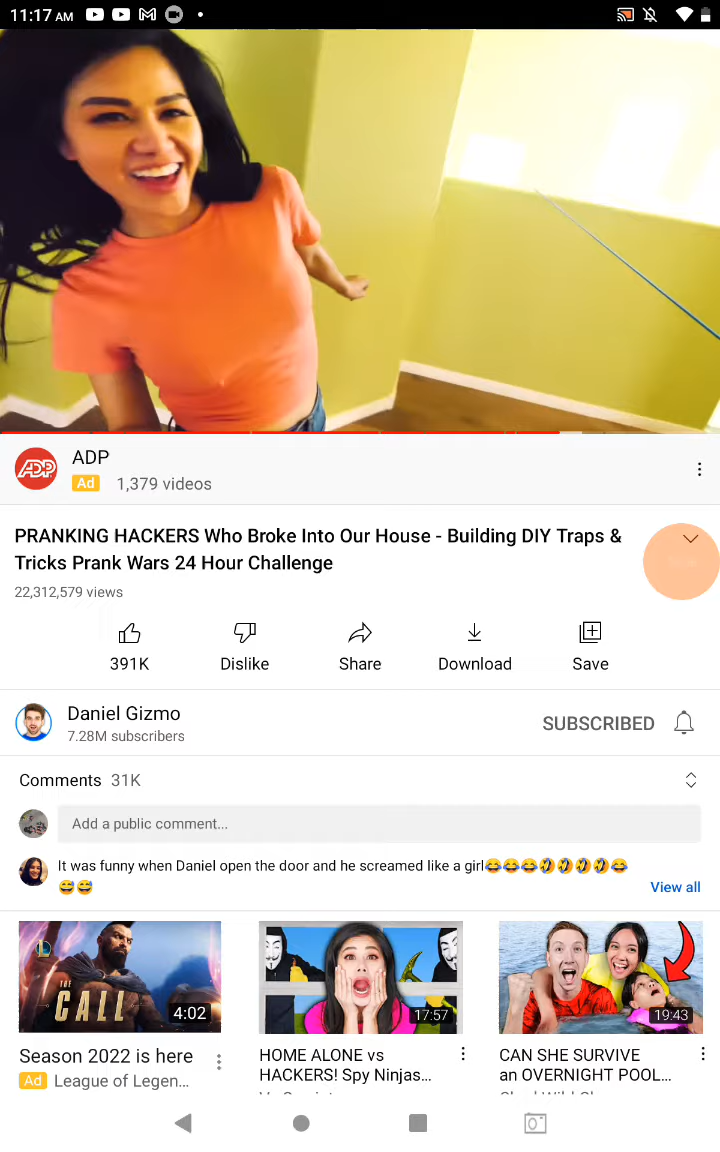 11:17 AM
ADP
ADP
Ad 1,379 videos
PRANKING HACKERS Who Broke Into Our House - Building DIY Traps &
Tricks Prank Wars 24 Hour Challenge
22,312,579 views
391K Dislike Share Download Save
Daniel Gizmo
7.28M subscribers
SUBSCRIBED
Comments 31K
Add a public comment...
It was funny when Daniel open the door and he screamed like a girl😂😂😂🤣🤣🤣🤣😂
😅😅
View all
THE
CALL
4:02
17:57
19:43
Season 2022 is here
Ad League of Legen...
HOME ALONE vs
HACKERS! Spy Ninjas...
CAN SHE SURVIVE
an OVERNIGHT POOL...